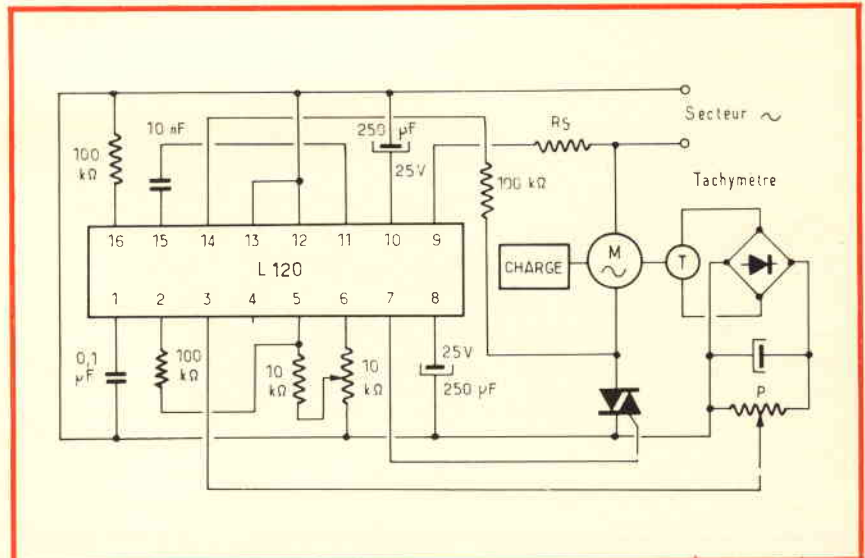 250 µF
25V
Rs
Secteur ∿
10 nF
100
kΩ
100 kΩ
Tachymètre
16 15 14 13 12 11 10 9
L 120
1 2 3 4 5 6 7 8
CHARGE
M
∿
T
0,1
µF
100
kΩ
10
kΩ
10
kΩ
25V
250 µF
P